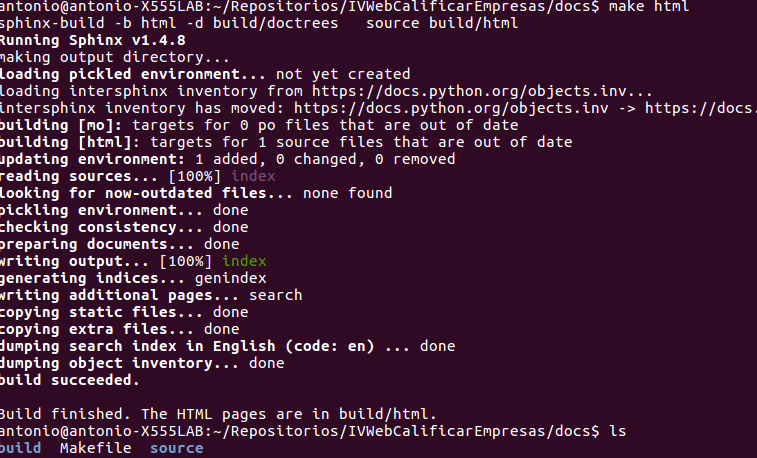 antonio@antonio-X555LAB:~/Repositorios/IVWebCalificarEmpresas/docs$ make html
sphinx-build -b html -d build/doctrees   source build/html
Running Sphinx v1.4.8
making output directory...
loading pickled environment... not yet created
loading intersphinx inventory from https://docs.python.org/objects.inv...
intersphinx inventory has moved: https://docs.python.org/objects.inv -> https://docs.
building [mo]: targets for 0 po files that are out of date
building [html]: targets for 1 source files that are out of date
updating environment: 1 added, 0 changed, 0 removed
reading sources... [100%] index
looking for now-outdated files... none found
pickling environment... done
checking consistency... done
preparing documents... done
writing output... [100%] index
generating indices... genindex
writing additional pages... search
copying static files... done
copying extra files... done
dumping search index in English (code: en) ... done
dumping object inventory... done
build succeeded.
Build finished. The HTML pages are in build/html.
antonio@antonio-X555LAB:~/Repositorios/IVWebCalificarEmpresas/docs$ ls
build  Makefile  source